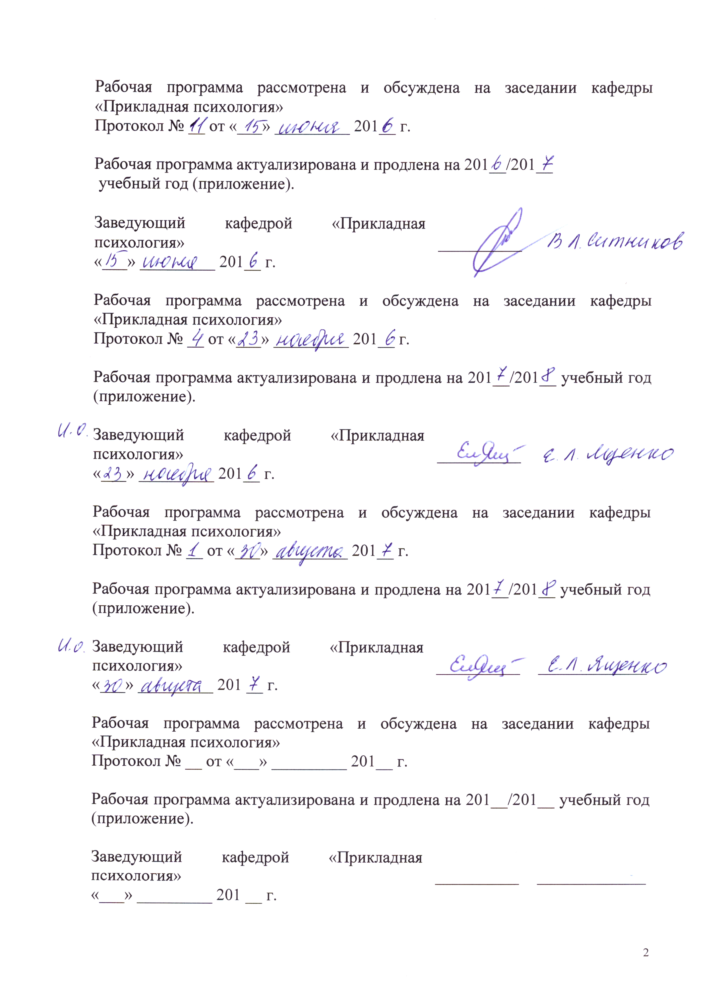 Рабочая программа рассмотрена и обсуждена на заседании кафедры
«Прикладная психология»
Протокол № 11 от «15» июня 2016 г.
Рабочая программа актуализирована и продлена на 2016/2017
учебный год (приложение).
Заведующий кафедрой «Прикладная
психология» В. Л. Ситников
«15» июня 2016 г.
Рабочая программа рассмотрена и обсуждена на заседании кафедры
«Прикладная психология»
Протокол № 4 от «23» ноября 2016 г.
Рабочая программа актуализирована и продлена на 2017/2018 учебный год
(приложение).
И.О. Заведующий кафедрой «Прикладная
психология» Е. Л. Ященко
«23» ноября 2016 г.
Рабочая программа рассмотрена и обсуждена на заседании кафедры
«Прикладная психология»
Протокол № 1 от «30» августа 2017 г.
Рабочая программа актуализирована и продлена на 2017/2018 учебный год
(приложение).
И.О. Заведующий кафедрой «Прикладная
психология» Е. Л. Ященко
«30» августа 2017 г.
Рабочая программа рассмотрена и обсуждена на заседании кафедры
«Прикладная психология»
Протокол № __ от «___» _________ 201__ г.
Рабочая программа актуализирована и продлена на 201__/201__ учебный год
(приложение).
Заведующий кафедрой «Прикладная
психология» __________ _____________
«___» _________ 201 __ г.
2